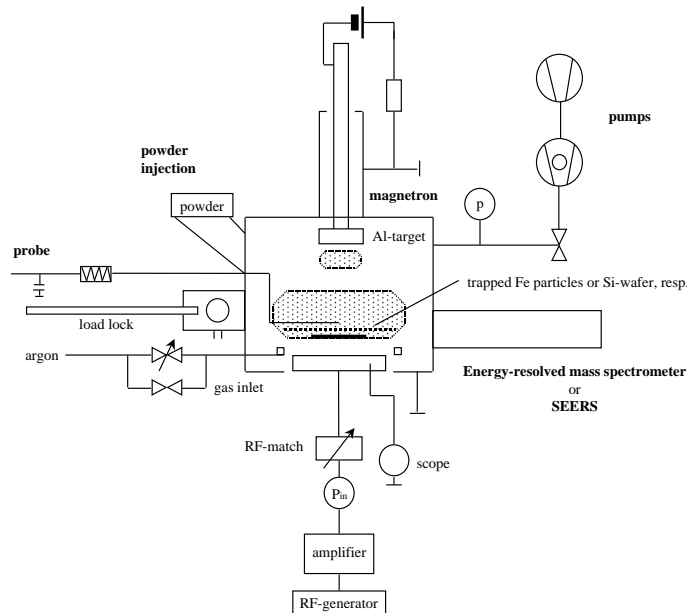 pumps
powder
injection
powder
magnetron
p
Al-target
probe
trapped Fe particles or Si-wafer, resp.
load lock
argon
gas inlet
Energy-resolved mass spectrometer
or
SEERS
RF-match
scope
Pin
amplifier
RF-generator